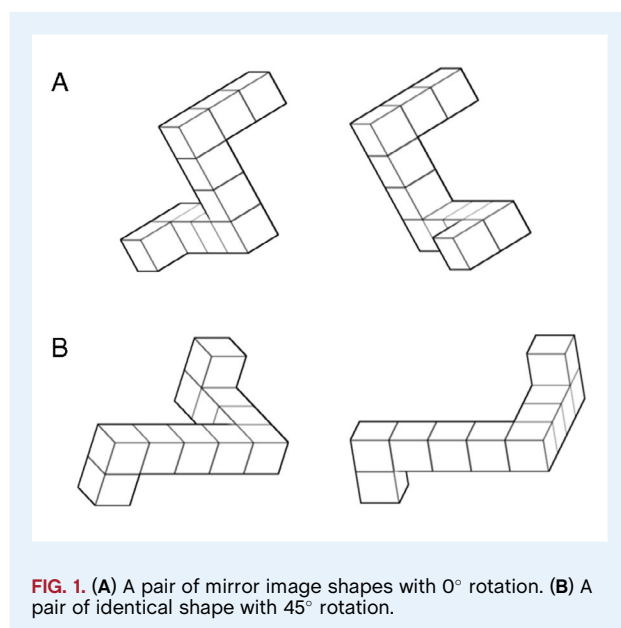 A
B
FIG. 1. (A) A pair of mirror image shapes with 0° rotation. (B) A
pair of identical shape with 45° rotation.